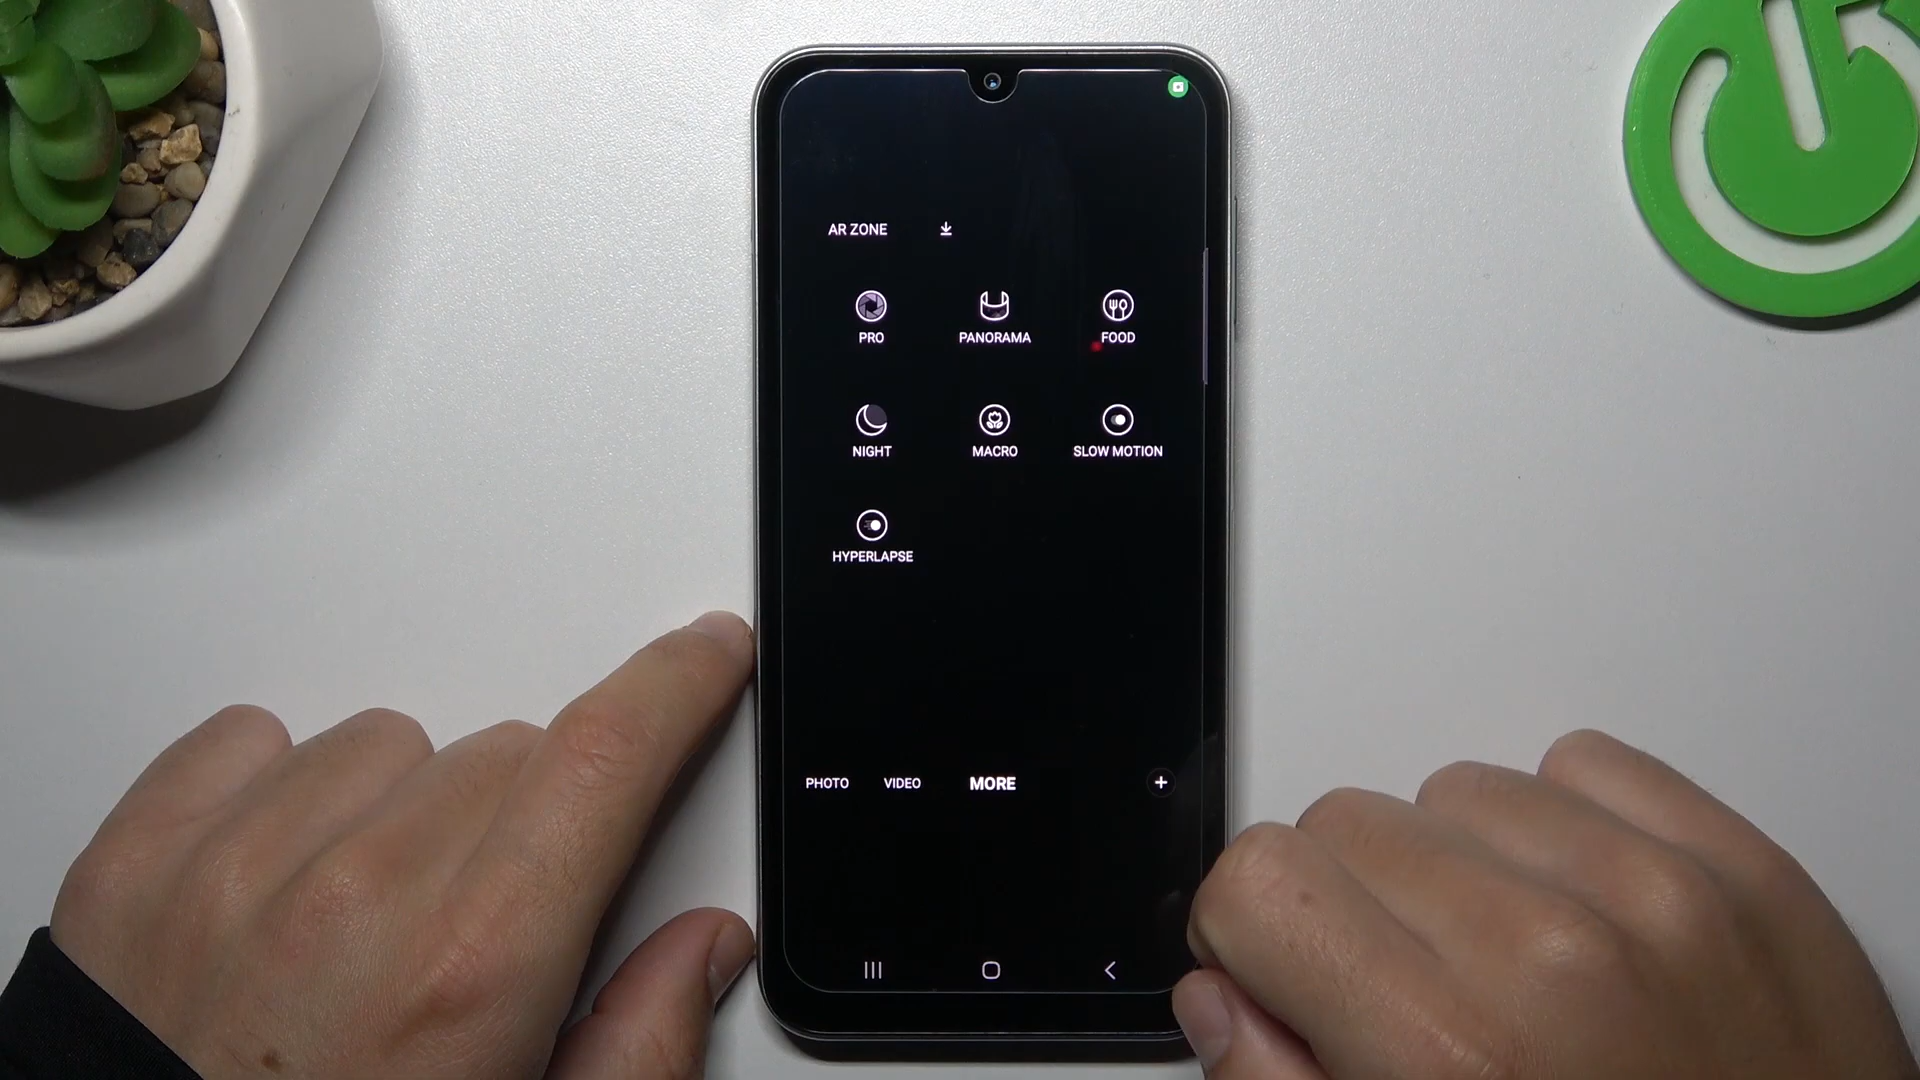 AR ZONE
PRO
PANORAMA
FOOD
NIGHT
MACRO
SLOW MOTION
HYPERLAPSE
PHOTO VIDEO MORE